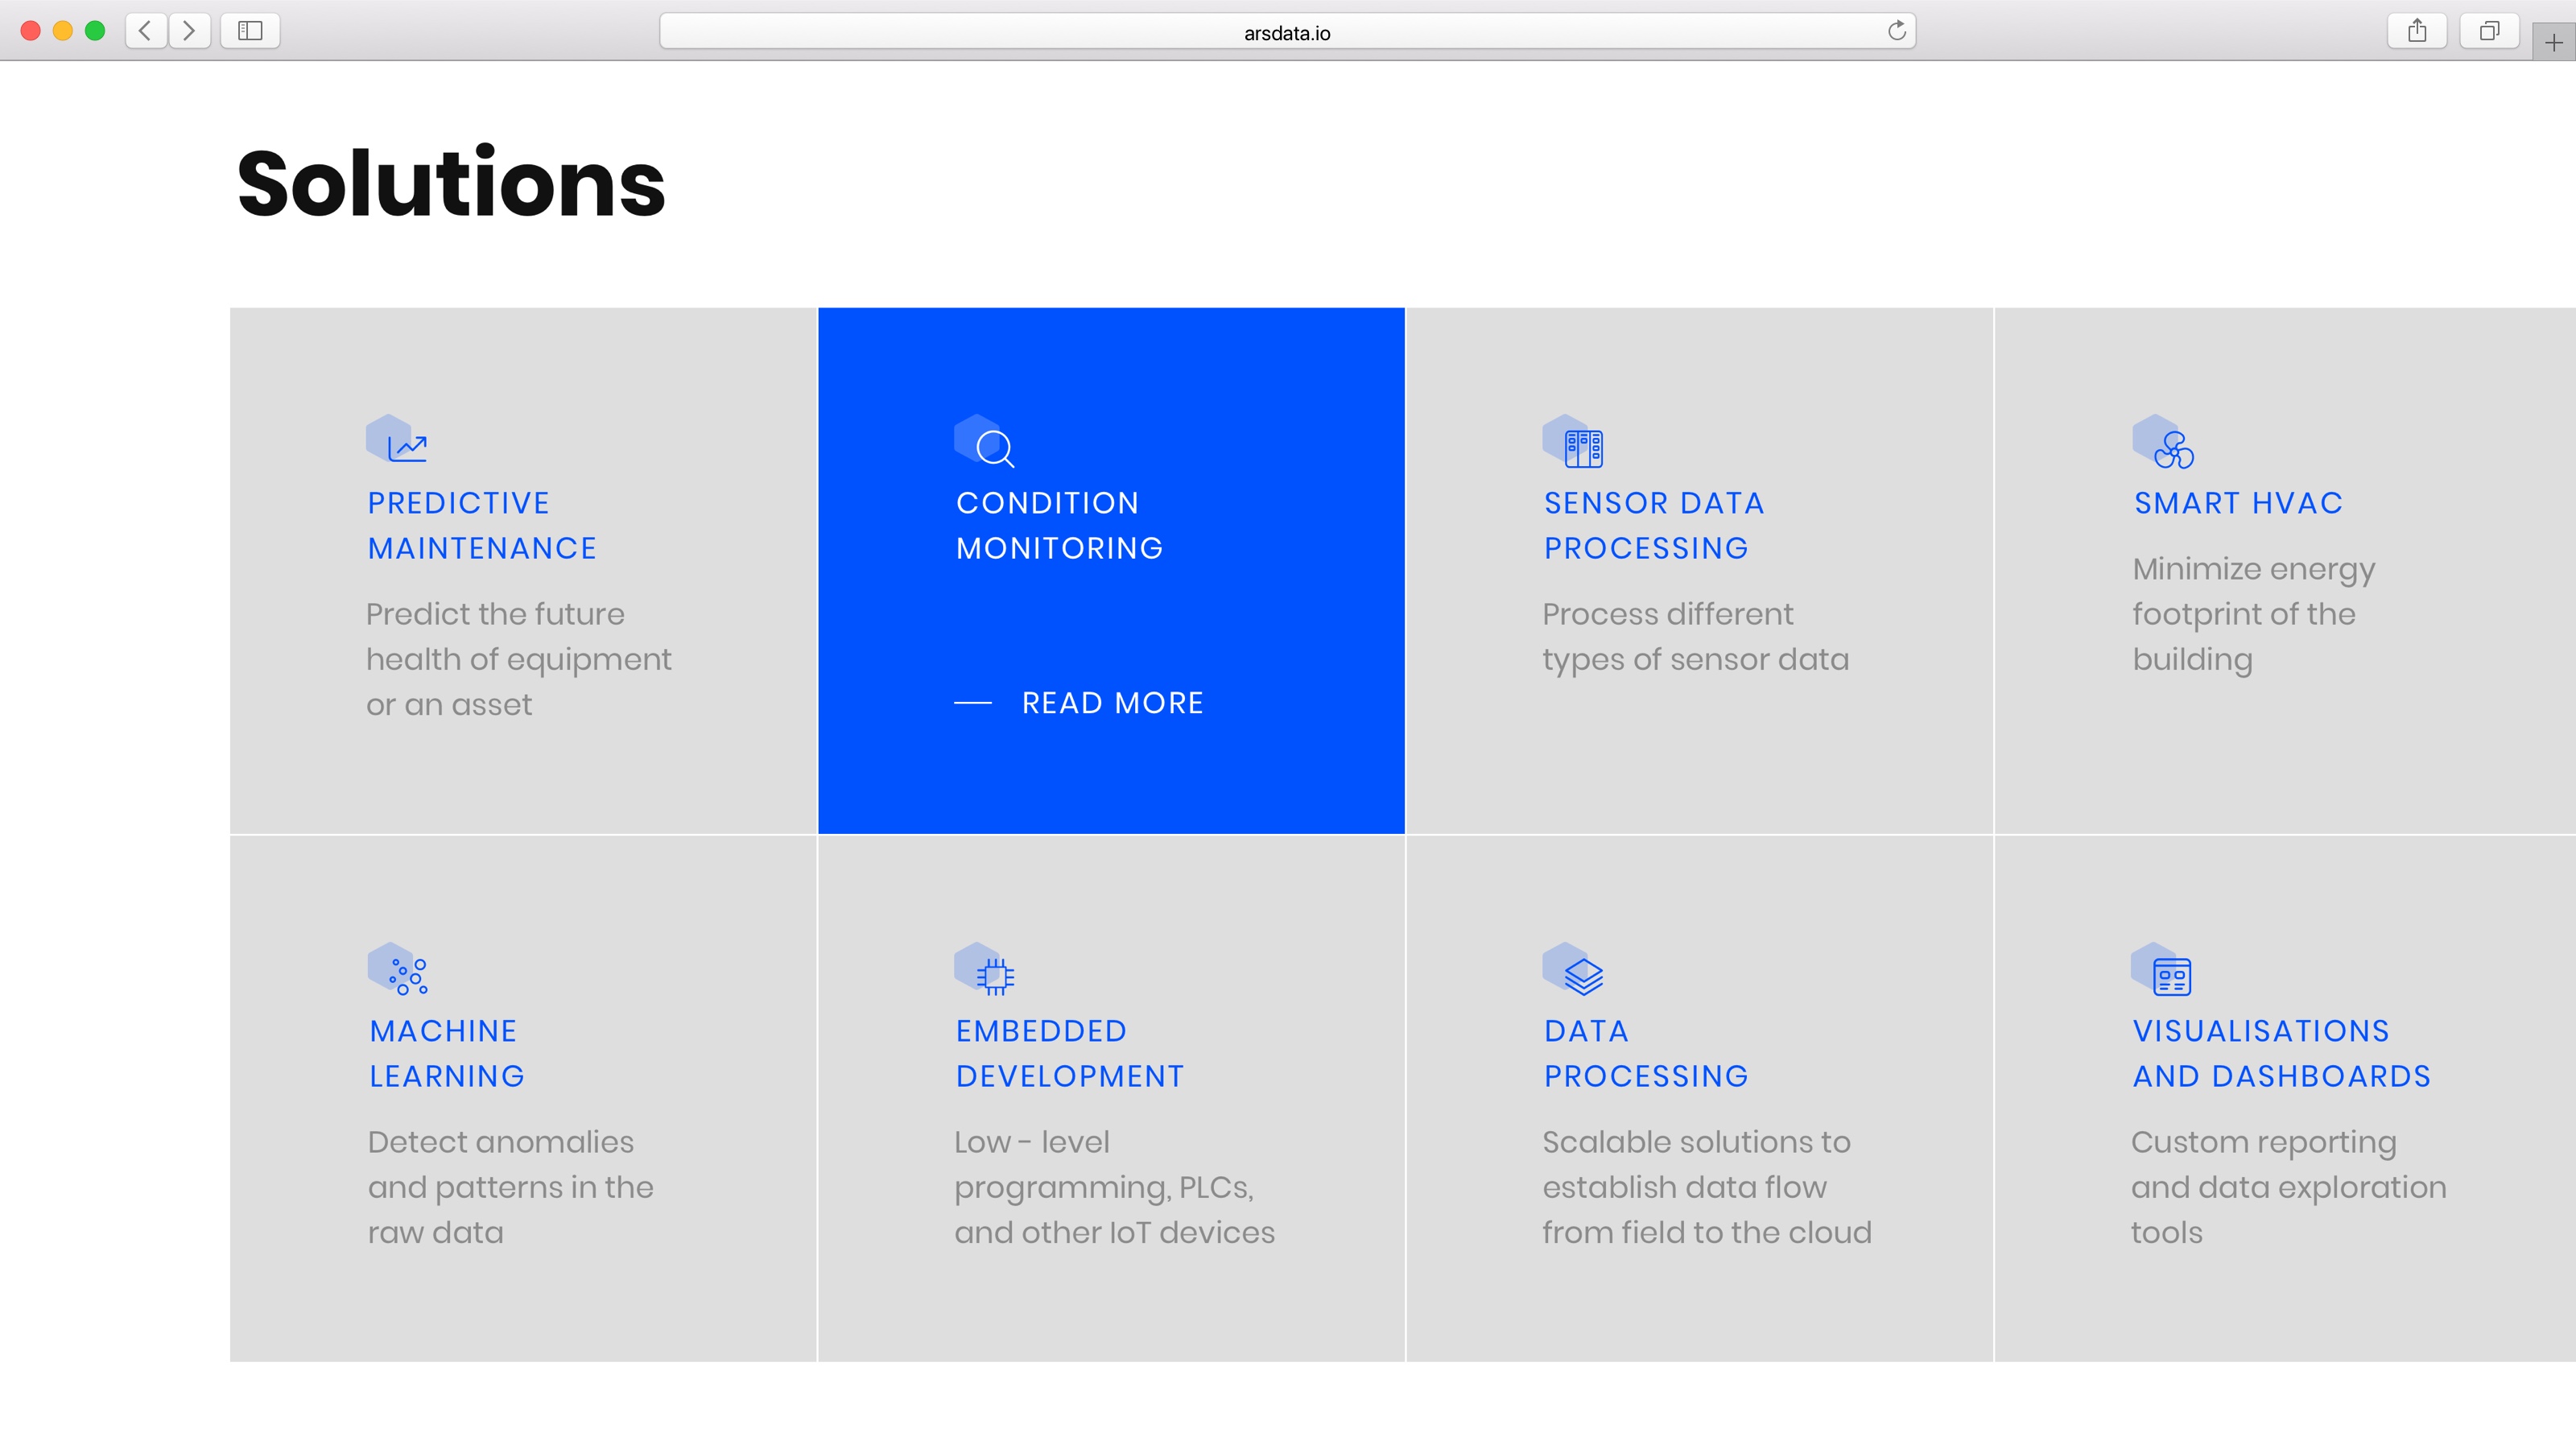 arsdata.io
Solutions
PREDICTIVE
MAINTENANCE
Predict the future
health of equipment
or an asset
CONDITION
MONITORING
READ MORE
SENSOR DATA
PROCESSING
Process different
types of sensor data
SMART HVAC
Minimize energy
footprint of the
building
MACHINE
LEARNING
Detect anomalies
and patterns in the
raw data
EMBEDDED
DEVELOPMENT
Low - level
programming, PLCs,
and other IoT devices
DATA
PROCESSING
Scalable solutions to
establish data flow
from field to the cloud
VISUALISATIONS
AND DASHBOARDS
Custom reporting
and data exploration
tools